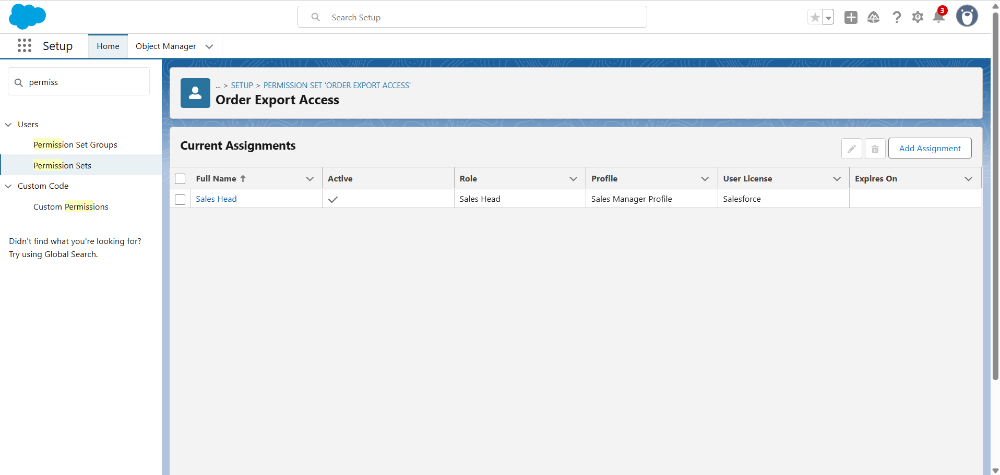 Search Setup
3
Setup
Home
Object Manager
permiss
Users
Permission Set Groups
Permission Sets
Custom Code
Custom Permissions
Didn't find what you're looking for?
Try using Global Search.
... > SETUP > PERMISSION SET 'ORDER EXPORT ACCESS'
Order Export Access
Current Assignments
Add Assignment
Full Name Active Role Profile User License Expires On
Sales Head Sales Head Sales Manager Profile Salesforce